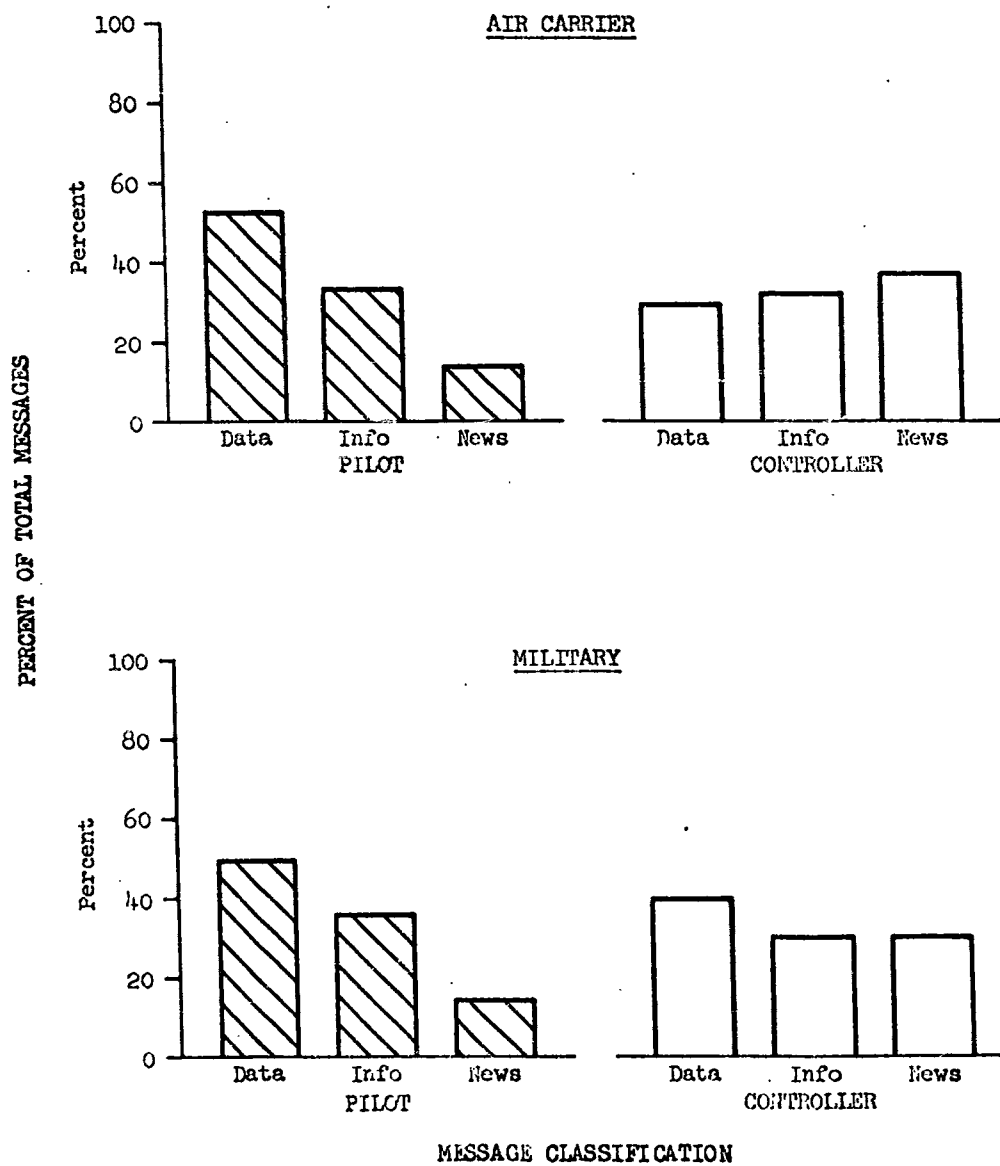 AIR CARRIER
100
80
60
40
20
0
Percent
Data Info News
PILOT
Data Info News
CONTROLLER
PERCENT OF TOTAL MESSAGES
MILITARY
100
80
60
40
20
0
Percent
Data Info News
PILOT
Data Info News
CONTROLLER
MESSAGE CLASSIFICATION